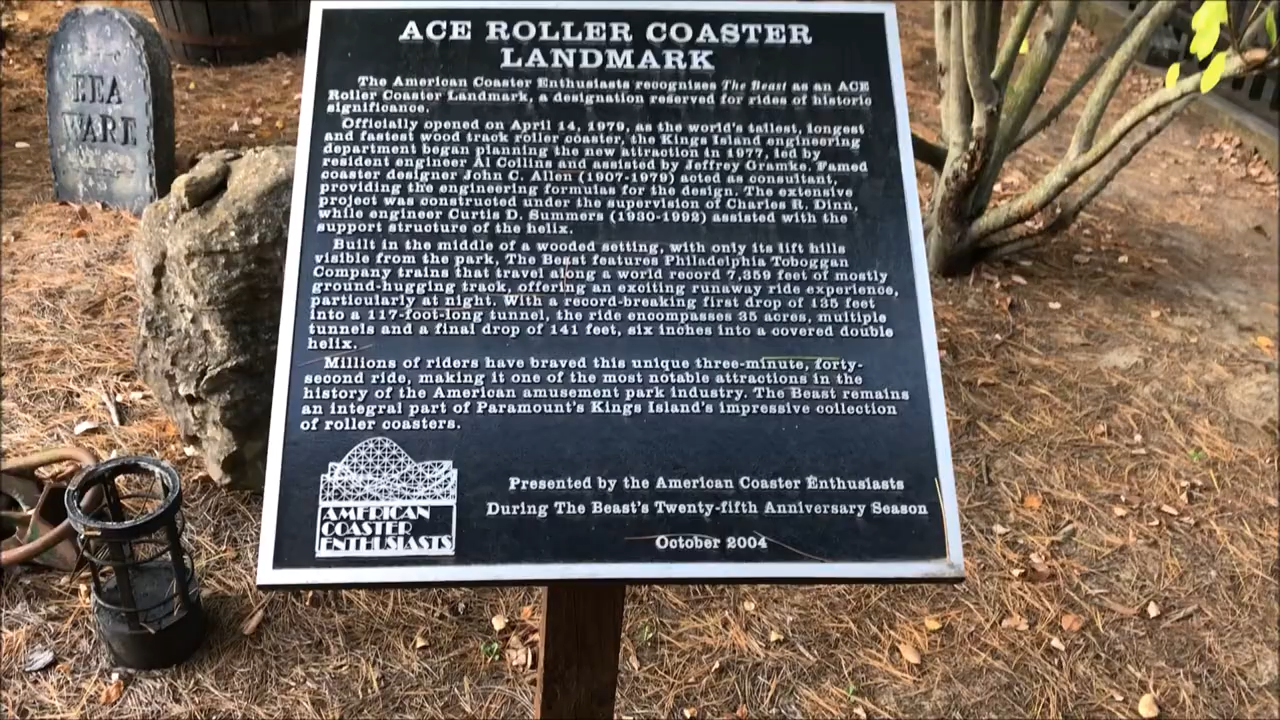 ACE ROLLER COASTER
LANDMARK
The American Coaster Enthusiasts recognizes The Beast as an ACE
Roller Coaster Landmark, a designation reserved for rides of historic
significance.
Officially opened on April 14, 1979, as the world's tallest, longest
and fastest wood track roller coaster, the Kings Island engineering
department began planning the new attraction in 1977, led by
resident engineer Al Collins and assisted by Jeffrey Gramke. Famed
coaster designer John C. Allen (1907-1979) acted as consultant,
providing the engineering formulas for the design. The extensive
project was constructed under the supervision of Charles R. Dinn,
while engineer Curtis D. Summers (1930-1992) assisted with the
support structure of the helix.
Built in the middle of a wooded setting, with only its lift hills
visible from the park, The Beast features Philadelphia Toboggan
Company trains that travel along a world record 7,359 feet of mostly
ground-hugging track, offering an exciting runaway ride experience,
particularly at night. With a record-breaking first drop of 135 feet
into a 117-foot-long tunnel, the ride encompasses 35 acres, multiple
tunnels and a final drop of 141 feet, six inches into a covered double
helix.
Millions of riders have braved this unique three-minute, forty-
second ride, making it one of the most notable attractions in the
history of the American amusement park industry. The Beast remains
an integral part of Paramount's Kings Island's impressive collection
of roller coasters.
Presented by the American Coaster Enthusiasts
During The Beast's Twenty-fifth Anniversary Season
October 2004
AMERICAN
COASTER
ENTHUSIASTS
WARE